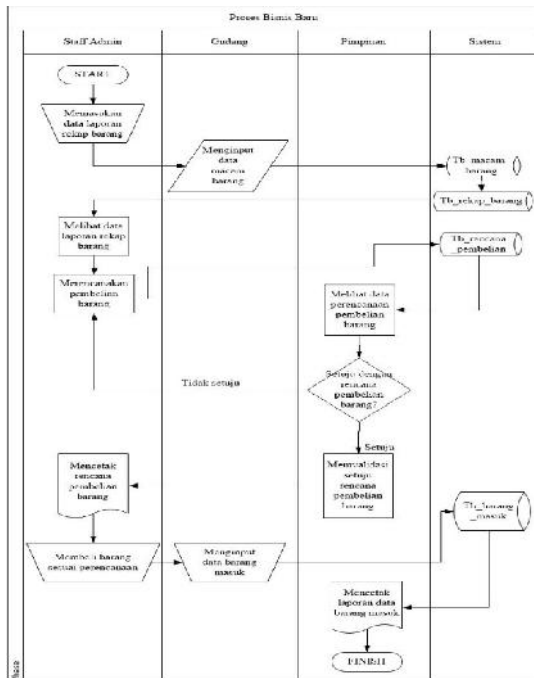 Proses Bisnis Baru
Staff Admin
Gudang
Pimpinan
Sistem
START
Memasukan
data laporan
rekap barang
Menginput
data
macam
barang
Tb_macam
barang
Tb_rekap_barang
Melihat data
laporan rekap
barang
Tb_rencana
_pembelian
Merencanakan
pembelian
barang
Melihat data
perencanaan
pembelian
barang
Tidak setuju
Setuju dengan
rencana
pembelian
barang?
Setuju
Mencetak
rencana
pembelian
barang
Memvalidasi
setuju
rencana
pembelian
barang
Tb_barang
_masuk
Membeli barang
sesuai perencanaan
Menginput
data barang
masuk
Mencetak
laporan data
barang masuk
FINISH